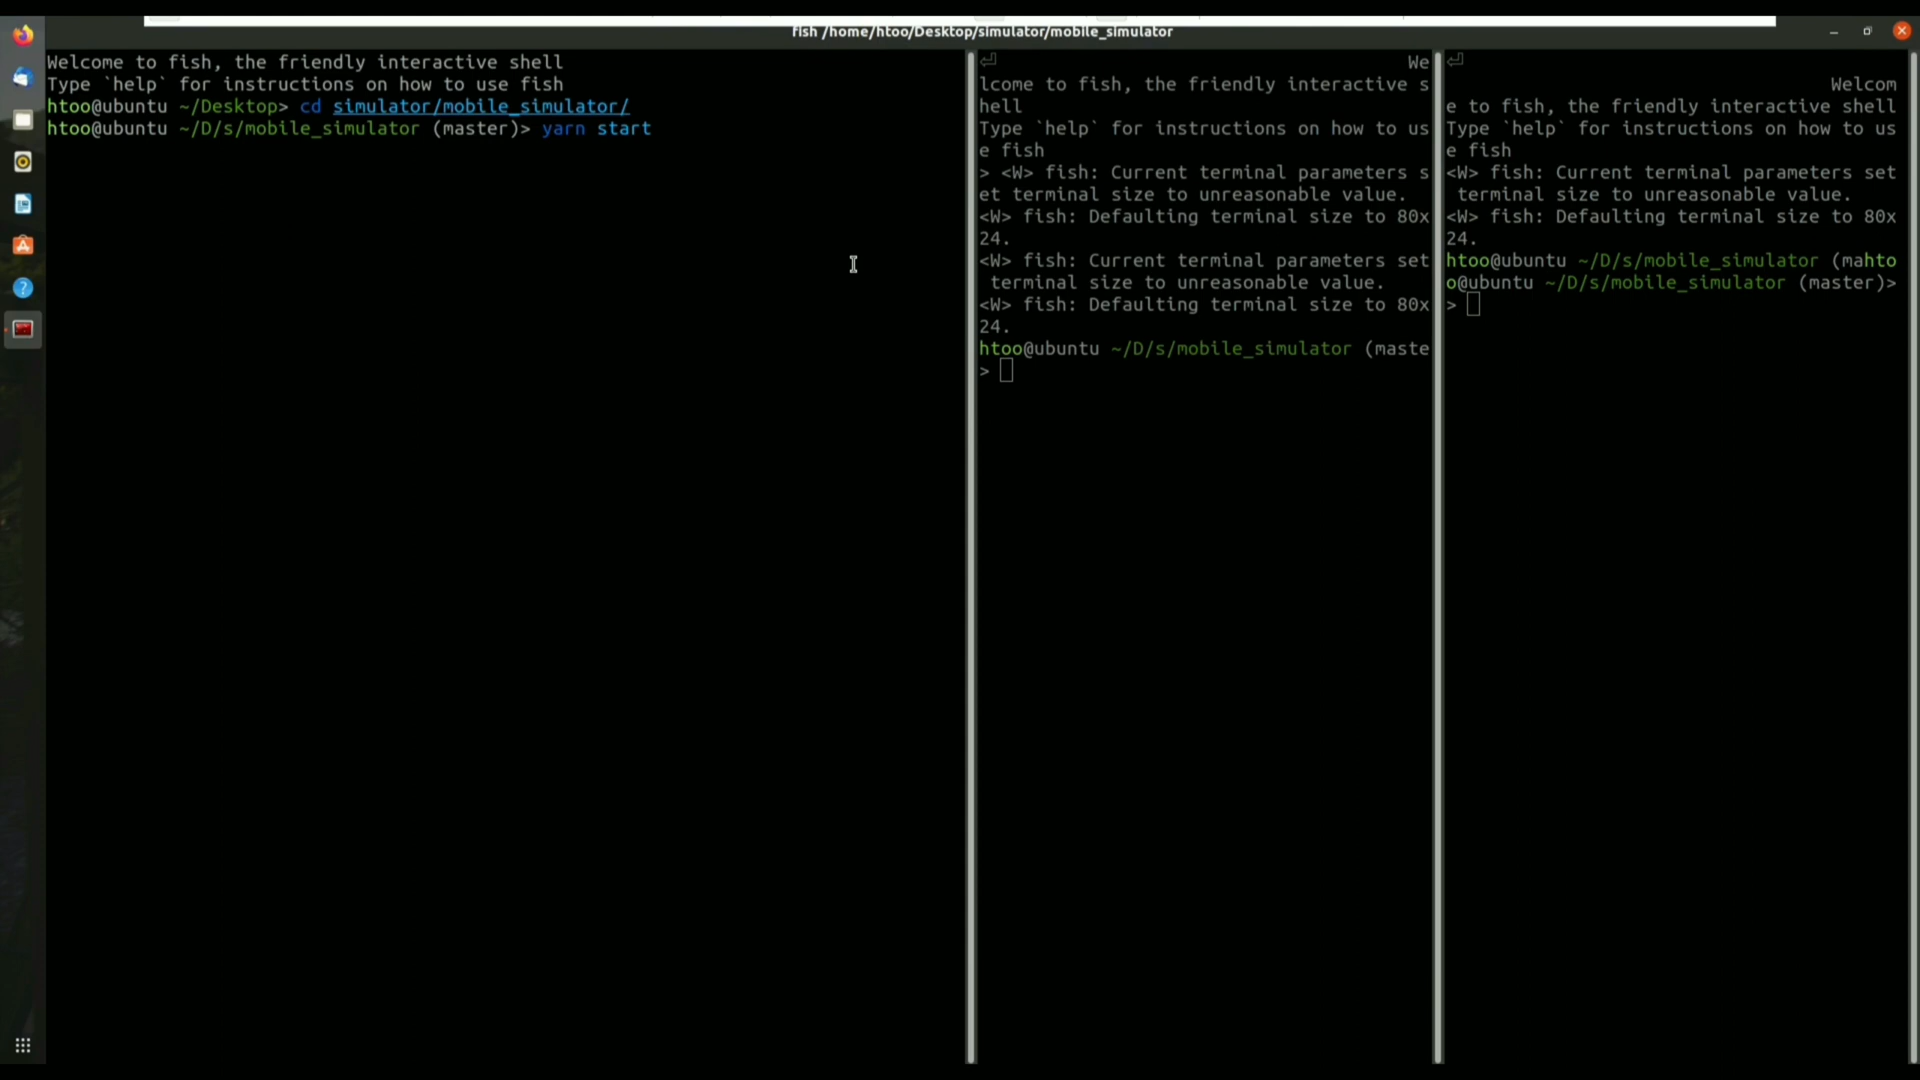 fish /home/htoo/Desktop/simulator/mobile_simulator
Welcome to fish, the friendly interactive shell
Type `help` for instructions on how to use fish
htoo@ubuntu ~/Desktop> cd simulator/mobile_simulator/
htoo@ubuntu ~/D/s/mobile_simulator (master)> yarn start
We
lcome to fish, the friendly interactive s
hell
Type `help` for instructions on how to us
e fish
> <W> fish: Current terminal parameters s
et terminal size to unreasonable value.
<W> fish: Defaulting terminal size to 80x
24.
<W> fish: Current terminal parameters set
 terminal size to unreasonable value.
<W> fish: Defaulting terminal size to 80x
24.
htoo@ubuntu ~/D/s/mobile_simulator (maste
>
Welcom
e to fish, the friendly interactive shell
Type `help` for instructions on how to us
e fish
<W> fish: Current terminal parameters set
 terminal size to unreasonable value.
<W> fish: Defaulting terminal size to 80x
24.
htoo@ubuntu ~/D/s/mobile_simulator (mahto
o@ubuntu ~/D/s/mobile_simulator (master)>
>